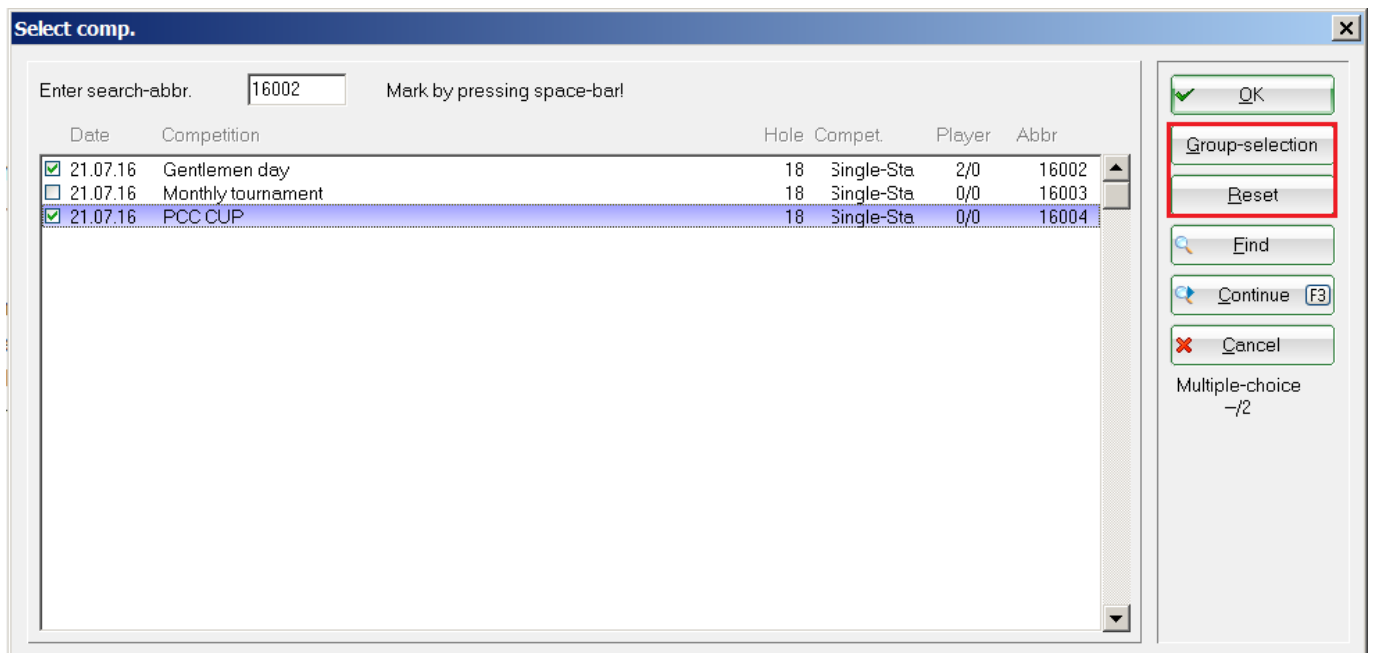 Select comp.
Enter search-abbr. 16002 Mark by pressing space-bar!
Date Competition Hole Compet. Player Abbr
21.07.16 Gentlemen day 18 Single-Sta 2/0 16002
21.07.16 Monthly tournament 18 Single-Sta 0/0 16003
21.07.16 PCC CUP 18 Single-Sta 0/0 16004
OK
Group-selection
Reset
Find
Continue F3
Cancel
Multiple-choice
--/2